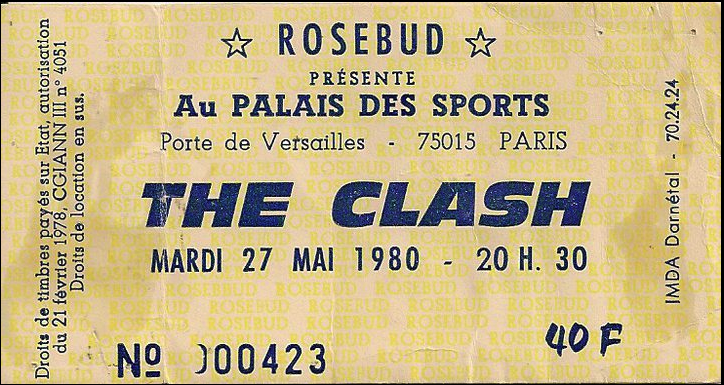 ☆ ROSEBUD ☆
PRÉSENTE
Au PALAIS DES SPORTS
Porte de Versailles - 75015 PARIS
THE CLASH
MARDI 27 MAI 1980 - 20 H. 30
Nº 000423
40 F
Droits de timbres payés sur Etat, autorisation
du 21 février 1978, CGIANN III nº 4051
Droits de location en sus.
IMDA Darnétal - 70.24.24